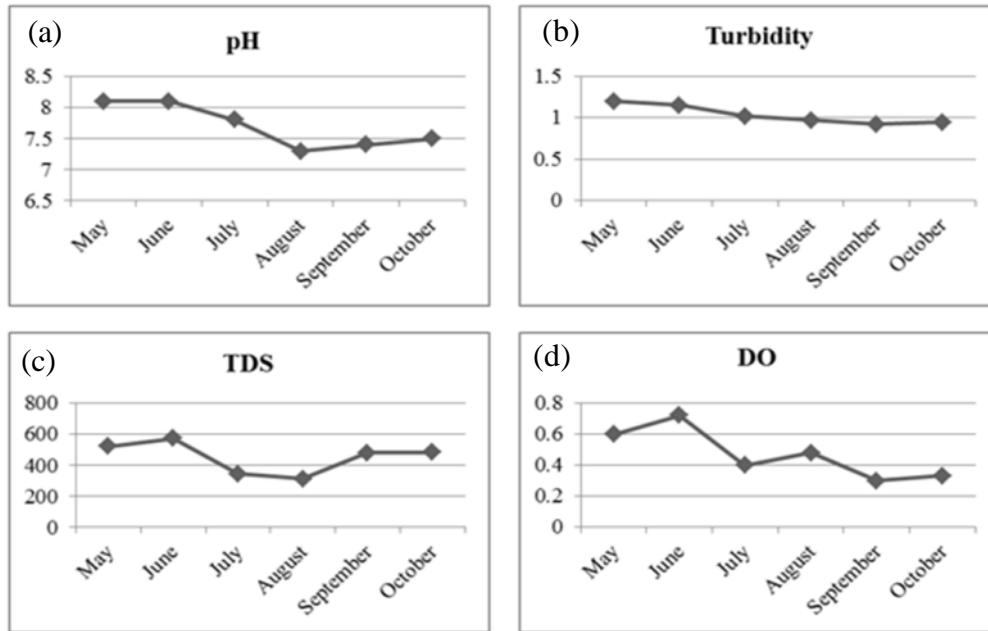 (a)
pH
8.5
8
7.5
7
6.5
May
June
July
August
September
October
(b)
Turbidity
1.5
1
0.5
0
May
June
July
August
September
October
(c)
TDS
800
600
400
200
0
May
June
July
August
September
October
(d)
DO
0.8
0.6
0.4
0.2
0
May
June
July
August
September
October